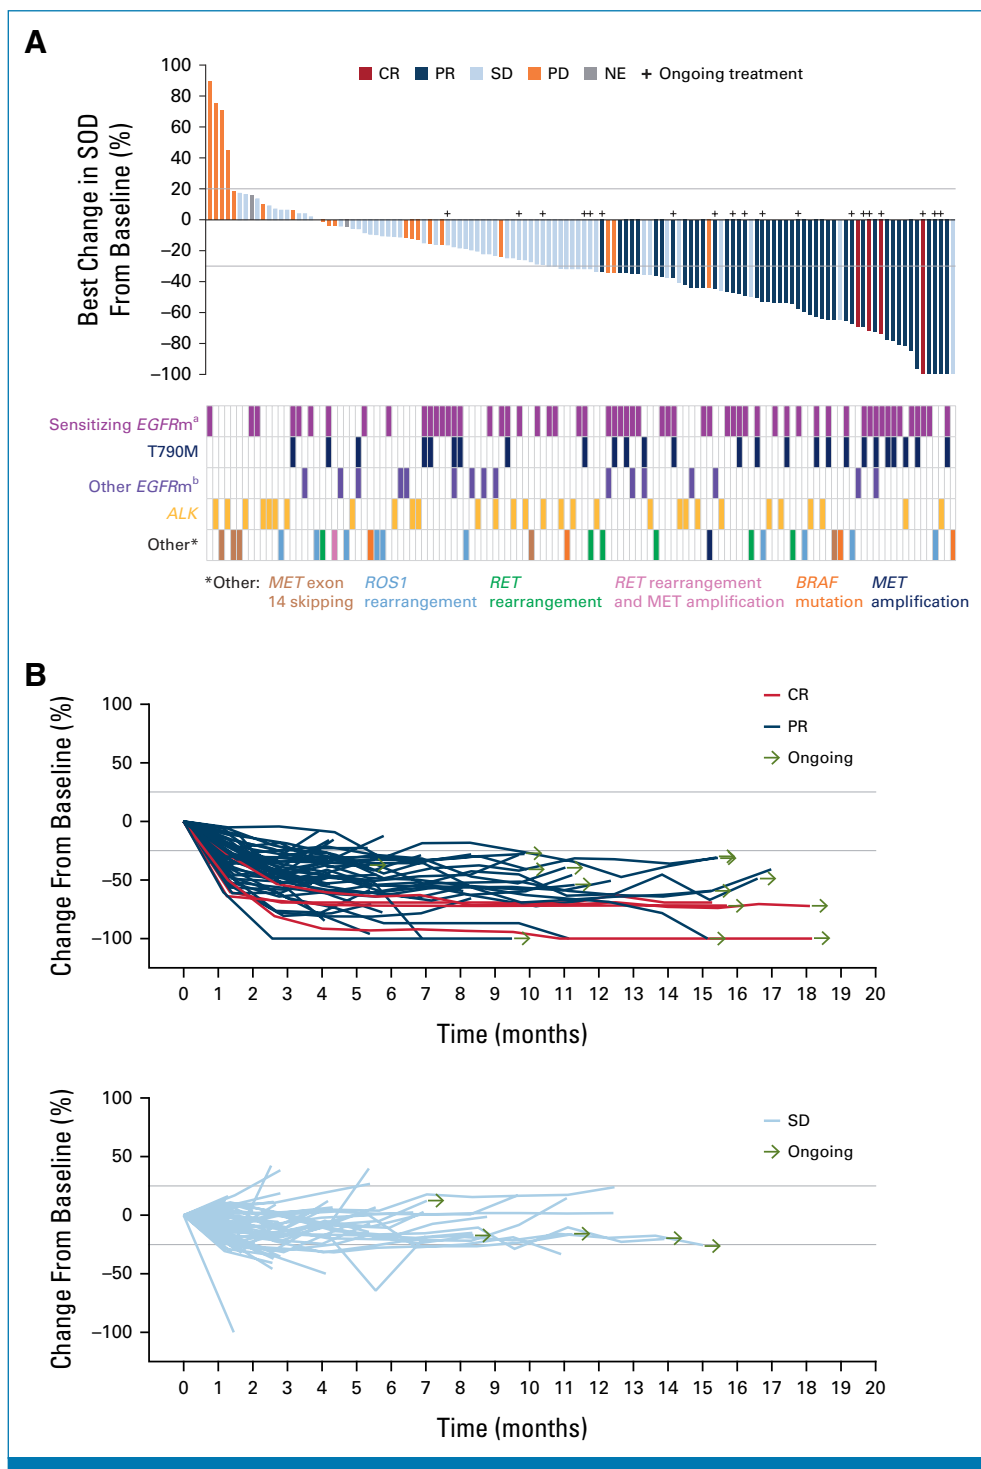 A
100
80
60
40
20
0
−20
−40
−60
−80
−100
Best Change in SOD
From Baseline (%)
CR PR SD PD NE + Ongoing treatment
Sensitizing EGFRmᵃ
T790M
Other EGFRmᵇ
ALK
Other*
*Other: MET exon 14 skipping
ROS1 rearrangement
RET rearrangement
RET rearrangement and MET amplification
BRAF mutation
MET amplification
B
100
50
0
−50
−100
Change From Baseline (%)
CR
PR
Ongoing
0 1 2 3 4 5 6 7 8 9 10 11 12 13 14 15 16 17 18 19 20
Time (months)
100
50
0
−50
−100
Change From Baseline (%)
SD
Ongoing
0 1 2 3 4 5 6 7 8 9 10 11 12 13 14 15 16 17 18 19 20
Time (months)